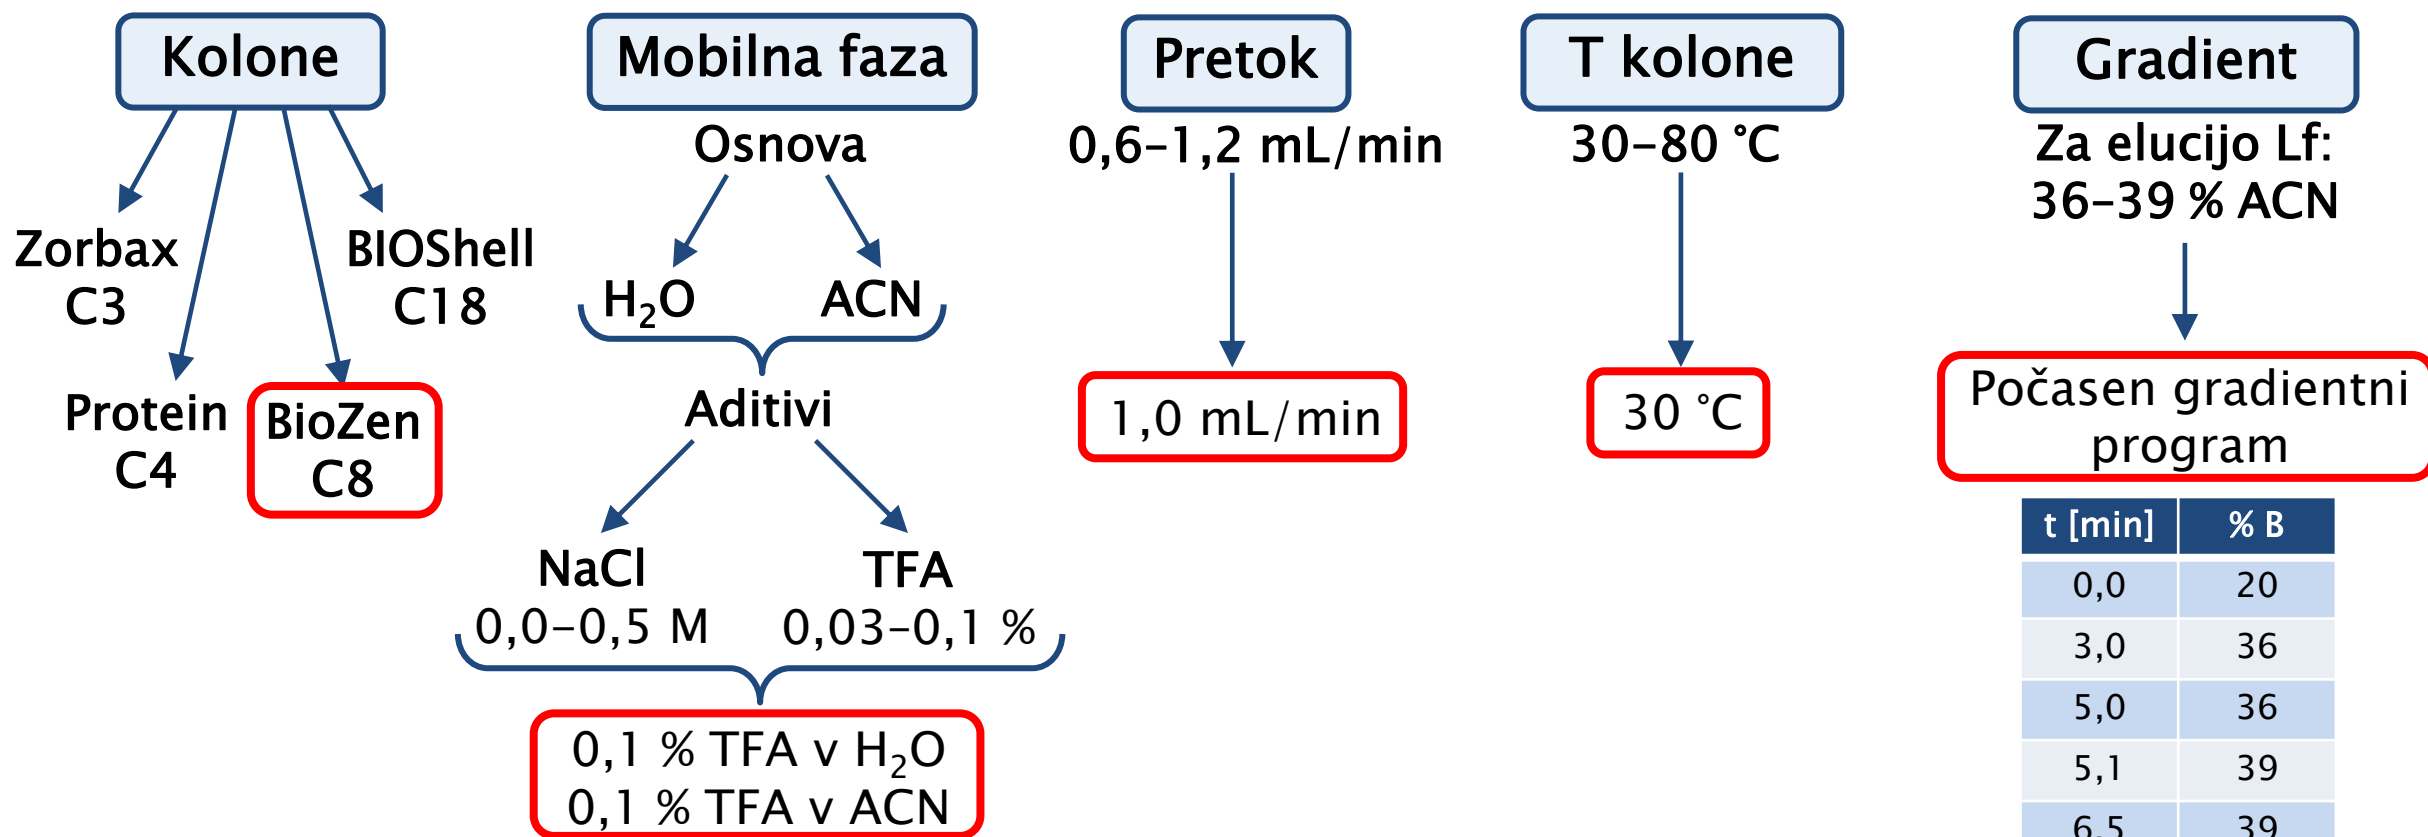 Kolone
Zorbax
C3
BIOShell
C18
Protein
C4
BioZen
C8
Mobilna faza
Osnova
H₂O
ACN
Aditivi
NaCl
0,0–0,5 M
TFA
0,03–0,1 %
0,1 % TFA v H₂O
0,1 % TFA v ACN
Pretok
0,6–1,2 mL/min
1,0 mL/min
T kolone
30–80 °C
30 °C
Gradient
Za elucijo Lf:
36–39 % ACN
Počasen gradientni
program
t [min] % B
0,0 20
3,0 36
5,0 36
5,1 39
6,5 39